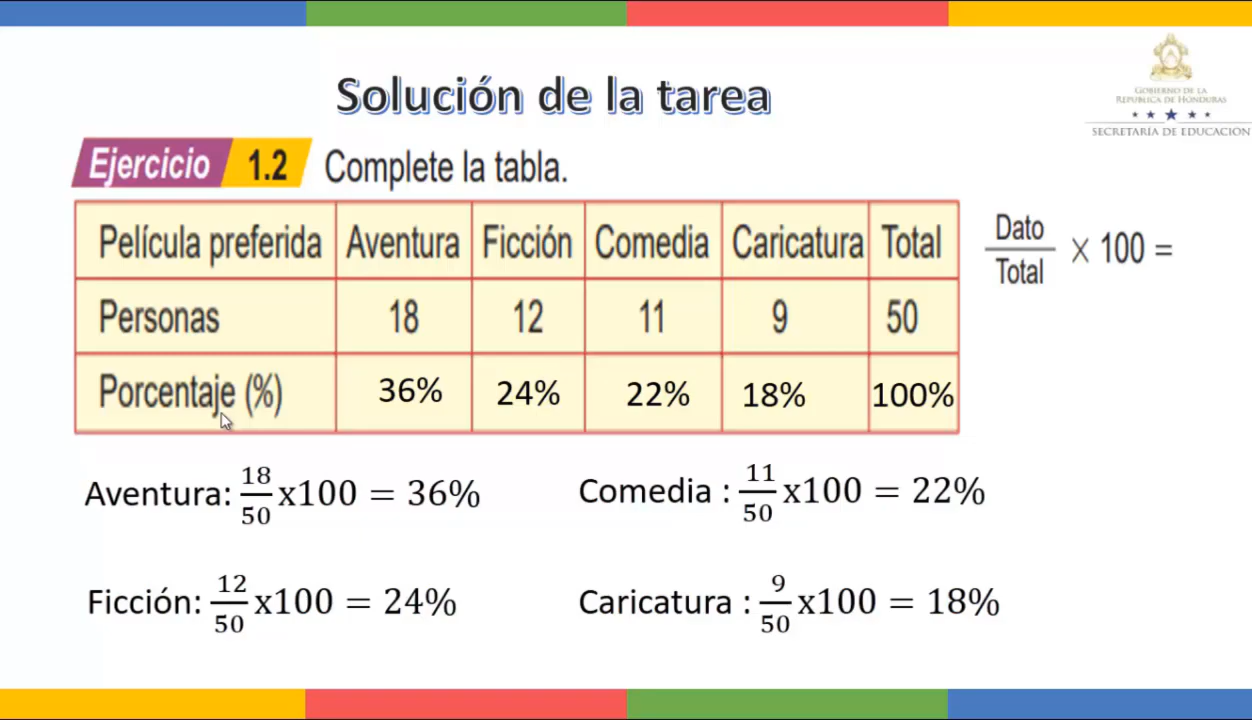 Solución de la tarea
GOBIERNO DE LA
REPUBLICA DE HONDURAS
SECRETARÍA DE EDUCACION
Ejercicio 1.2 Complete la tabla.
Película preferida Aventura Ficción Comedia Caricatura Total
Personas 18 12 11 9 50
Porcentaje (%) 36% 24% 22% 18% 100%
Dato/Total × 100 =
Aventura: 18/50 x100 = 36%
Comedia : 11/50 x100 = 22%
Ficción: 12/50 x100 = 24%
Caricatura : 9/50 x100 = 18%